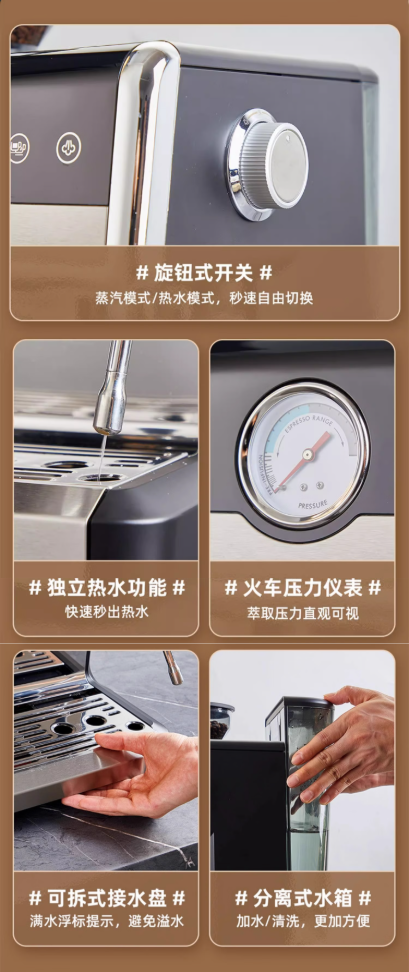 # 旋钮式开关 #
蒸汽模式/热水模式，秒速自由切换
ESPRESSO RANGE
PRESSURE
# 独立热水功能 #
快速秒出热水
# 火车压力仪表 #
萃取压力直观可视
# 可拆式接水盘 #
满水浮标提示，避免溢水
# 分离式水箱 #
加水/清洗，更加方便